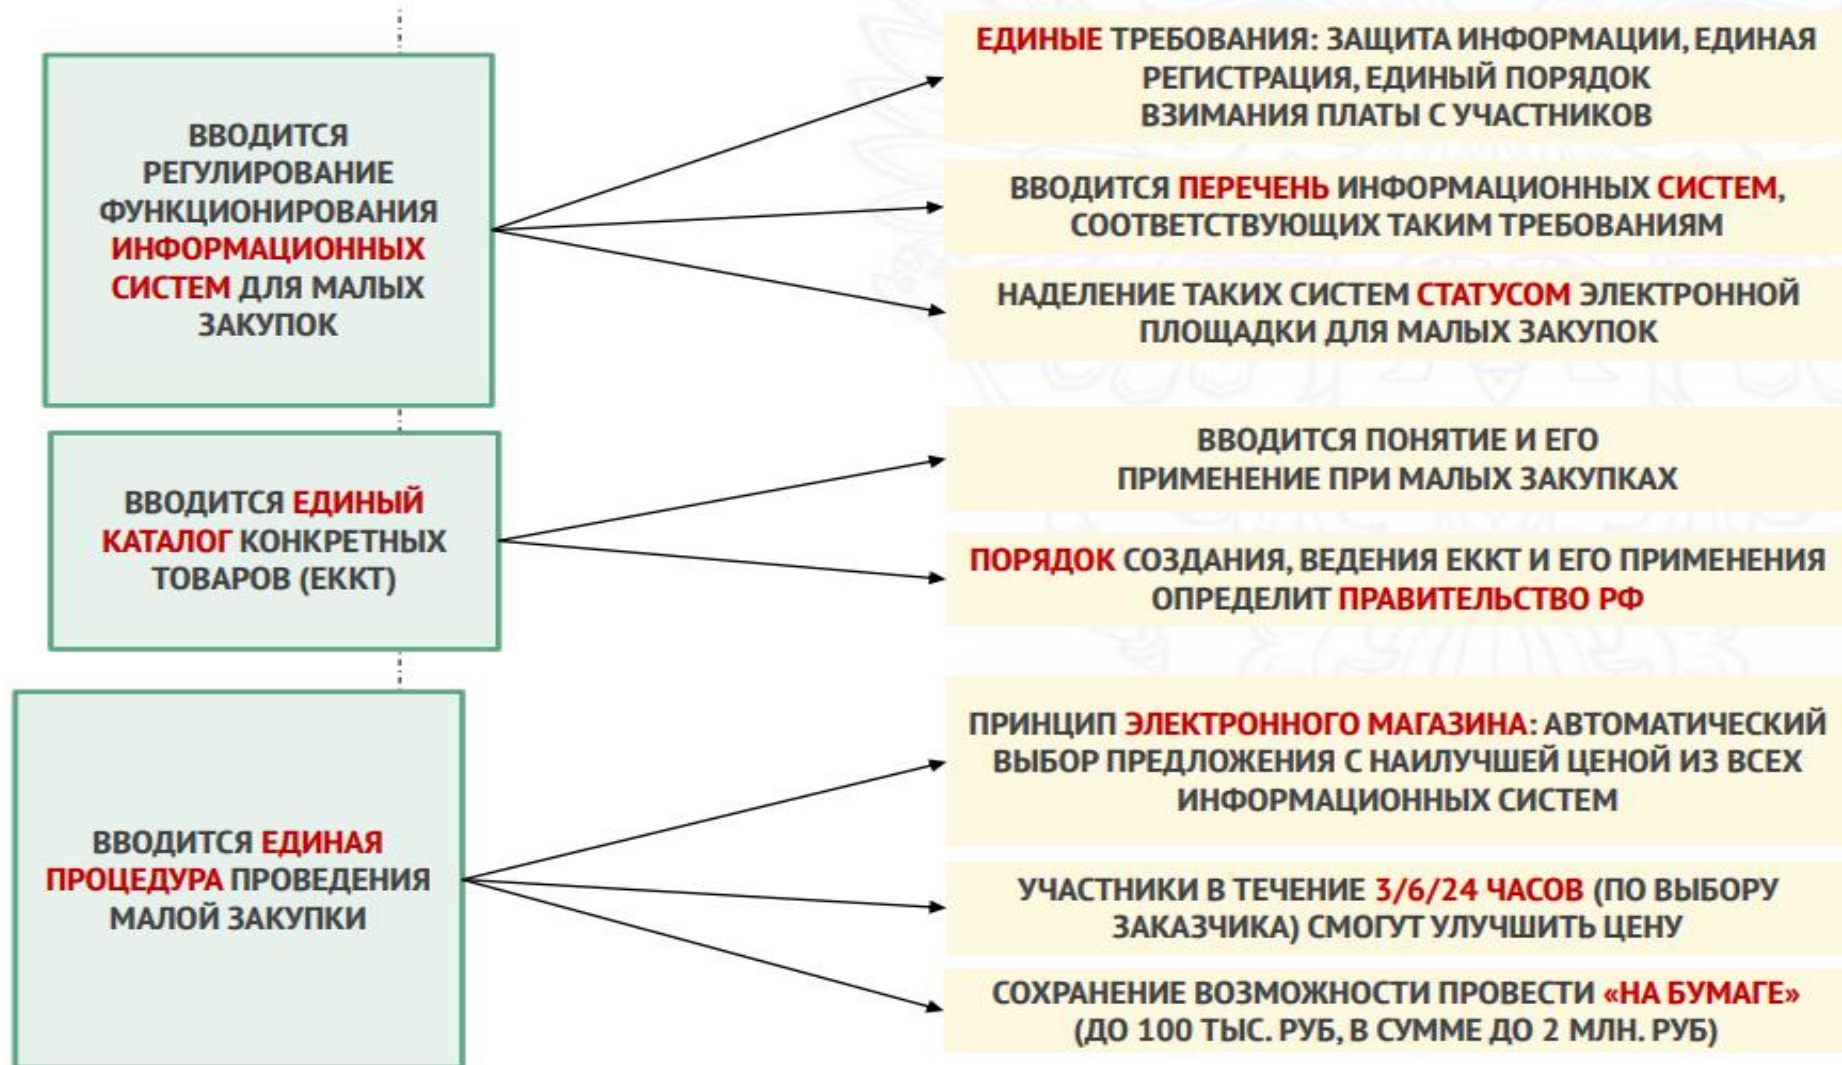 ВВОДИТСЯ
РЕГУЛИРОВАНИЕ
ФУНКЦИОНИРОВАНИЯ
ИНФОРМАЦИОННЫХ
СИСТЕМ ДЛЯ МАЛЫХ
ЗАКУПОК
ЕДИНЫЕ ТРЕБОВАНИЯ: ЗАЩИТА ИНФОРМАЦИИ, ЕДИНАЯ
РЕГИСТРАЦИЯ, ЕДИНЫЙ ПОРЯДОК
ВЗИМАНИЯ ПЛАТЫ С УЧАСТНИКОВ
ВВОДИТСЯ ПЕРЕЧЕНЬ ИНФОРМАЦИОННЫХ СИСТЕМ,
СООТВЕТСТВУЮЩИХ ТАКИМ ТРЕБОВАНИЯМ
НАДЕЛЕНИЕ ТАКИХ СИСТЕМ СТАТУСОМ ЭЛЕКТРОННОЙ
ПЛОЩАДКИ ДЛЯ МАЛЫХ ЗАКУПОК
ВВОДИТСЯ ЕДИНЫЙ
КАТАЛОГ КОНКРЕТНЫХ
ТОВАРОВ (ЕККТ)
ВВОДИТСЯ ПОНЯТИЕ И ЕГО
ПРИМЕНЕНИЕ ПРИ МАЛЫХ ЗАКУПКАХ
ПОРЯДОК СОЗДАНИЯ, ВЕДЕНИЯ ЕККТ И ЕГО ПРИМЕНЕНИЯ
ОПРЕДЕЛИТ ПРАВИТЕЛЬСТВО РФ
ВВОДИТСЯ ЕДИНАЯ
ПРОЦЕДУРА ПРОВЕДЕНИЯ
МАЛОЙ ЗАКУПКИ
ПРИНЦИП ЭЛЕКТРОННОГО МАГАЗИНА: АВТОМАТИЧЕСКИЙ
ВЫБОР ПРЕДЛОЖЕНИЯ С НАИЛУЧШЕЙ ЦЕНОЙ ИЗ ВСЕХ
ИНФОРМАЦИОННЫХ СИСТЕМ
УЧАСТНИКИ В ТЕЧЕНИЕ 3/6/24 ЧАСОВ (ПО ВЫБОРУ
ЗАКАЗЧИКА) СМОГУТ УЛУЧШИТЬ ЦЕНУ
СОХРАНЕНИЕ ВОЗМОЖНОСТИ ПРОВЕСТИ «НА БУМАГЕ»
(ДО 100 ТЫС. РУБ, В СУММЕ ДО 2 МЛН. РУБ)